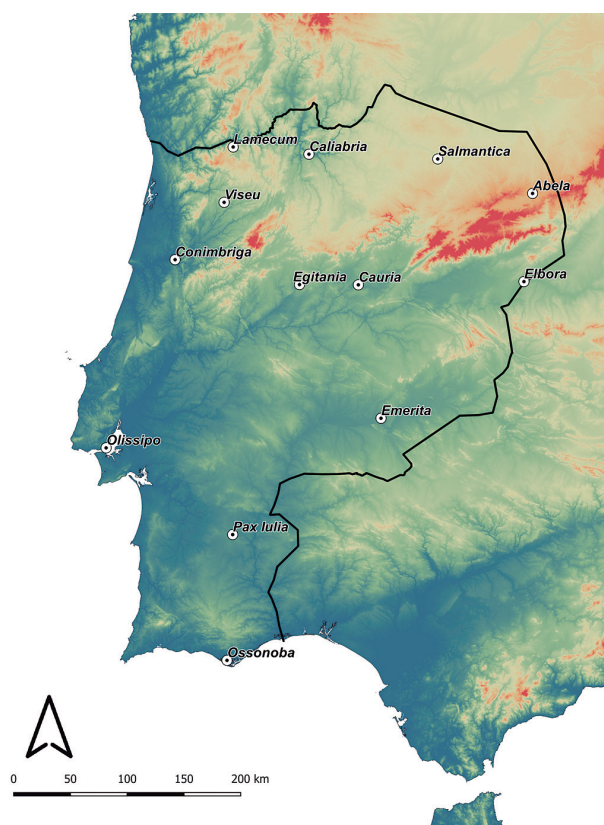 Lamecum
Caliabria
Salmantica
Abela
Viseu
Conimbriga
Egitania
Cauria
Elbora
Emerita
Olissipo
Pax Iulia
Ossonoba
0 50 100 150 200 km